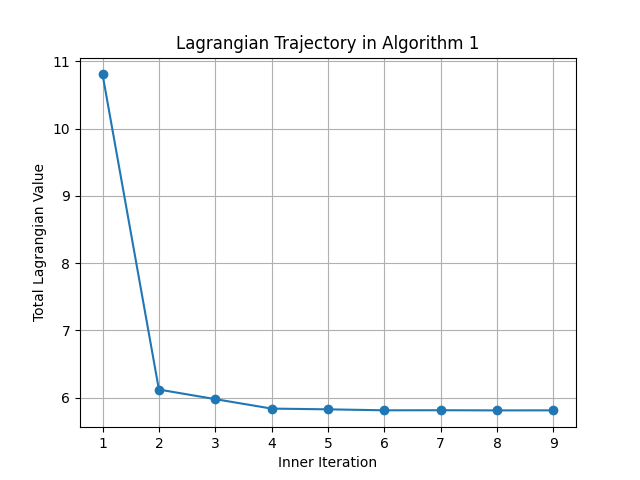 Lagrangian Trajectory in Algorithm 1
Total Lagrangian Value
11
10
9
8
7
6
1 2 3 4 5 6 7 8 9
Inner Iteration